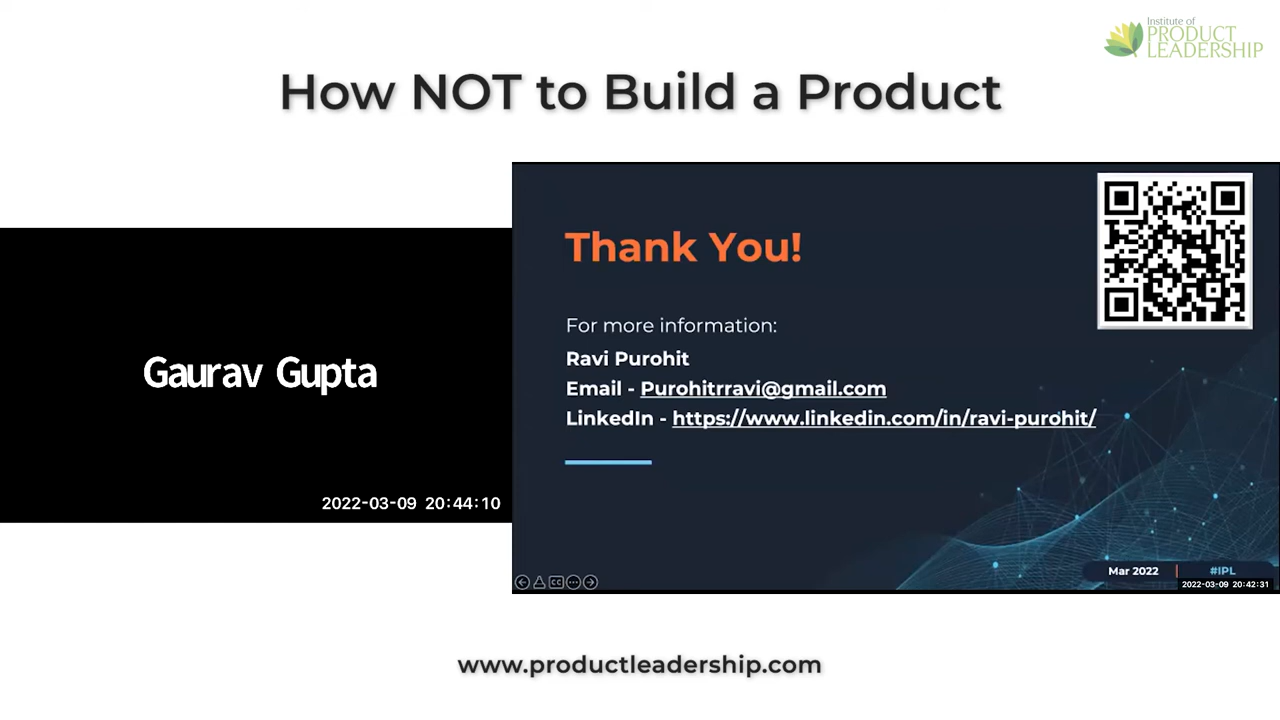 Institute of
PRODUCT
LEADERSHIP
How NOT to Build a Product
Gaurav Gupta
2022-03-09 20:44:10
Thank You!
For more information:
Ravi Purohit
Email - Purohitrravi@gmail.com
LinkedIn - https://www.linkedin.com/in/ravi-purohit/
CC
Mar 2022
#IPL
2022-03-09 20:42:31
www.productleadership.com